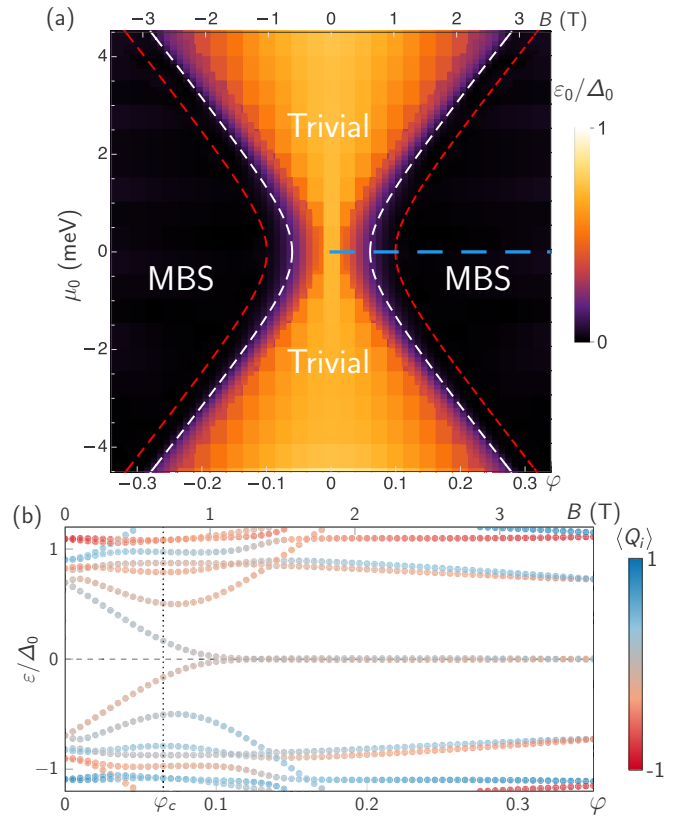 (a)
−3 −2 −1 0 1 2 3 B (T)
ε₀/Δ₀
4
2
0
−2
−4
μ₀ (meV)
Trivial
MBS
MBS
Trivial
1
0
−0.3 −0.2 −0.1 0 0.1 0.2 0.3 φ
(b)
0 1 2 3 B (T)
⟨Qᵢ⟩
1
0
−1
ε/Δ₀
1
-1
0 φc 0.1 0.2 0.3 φ